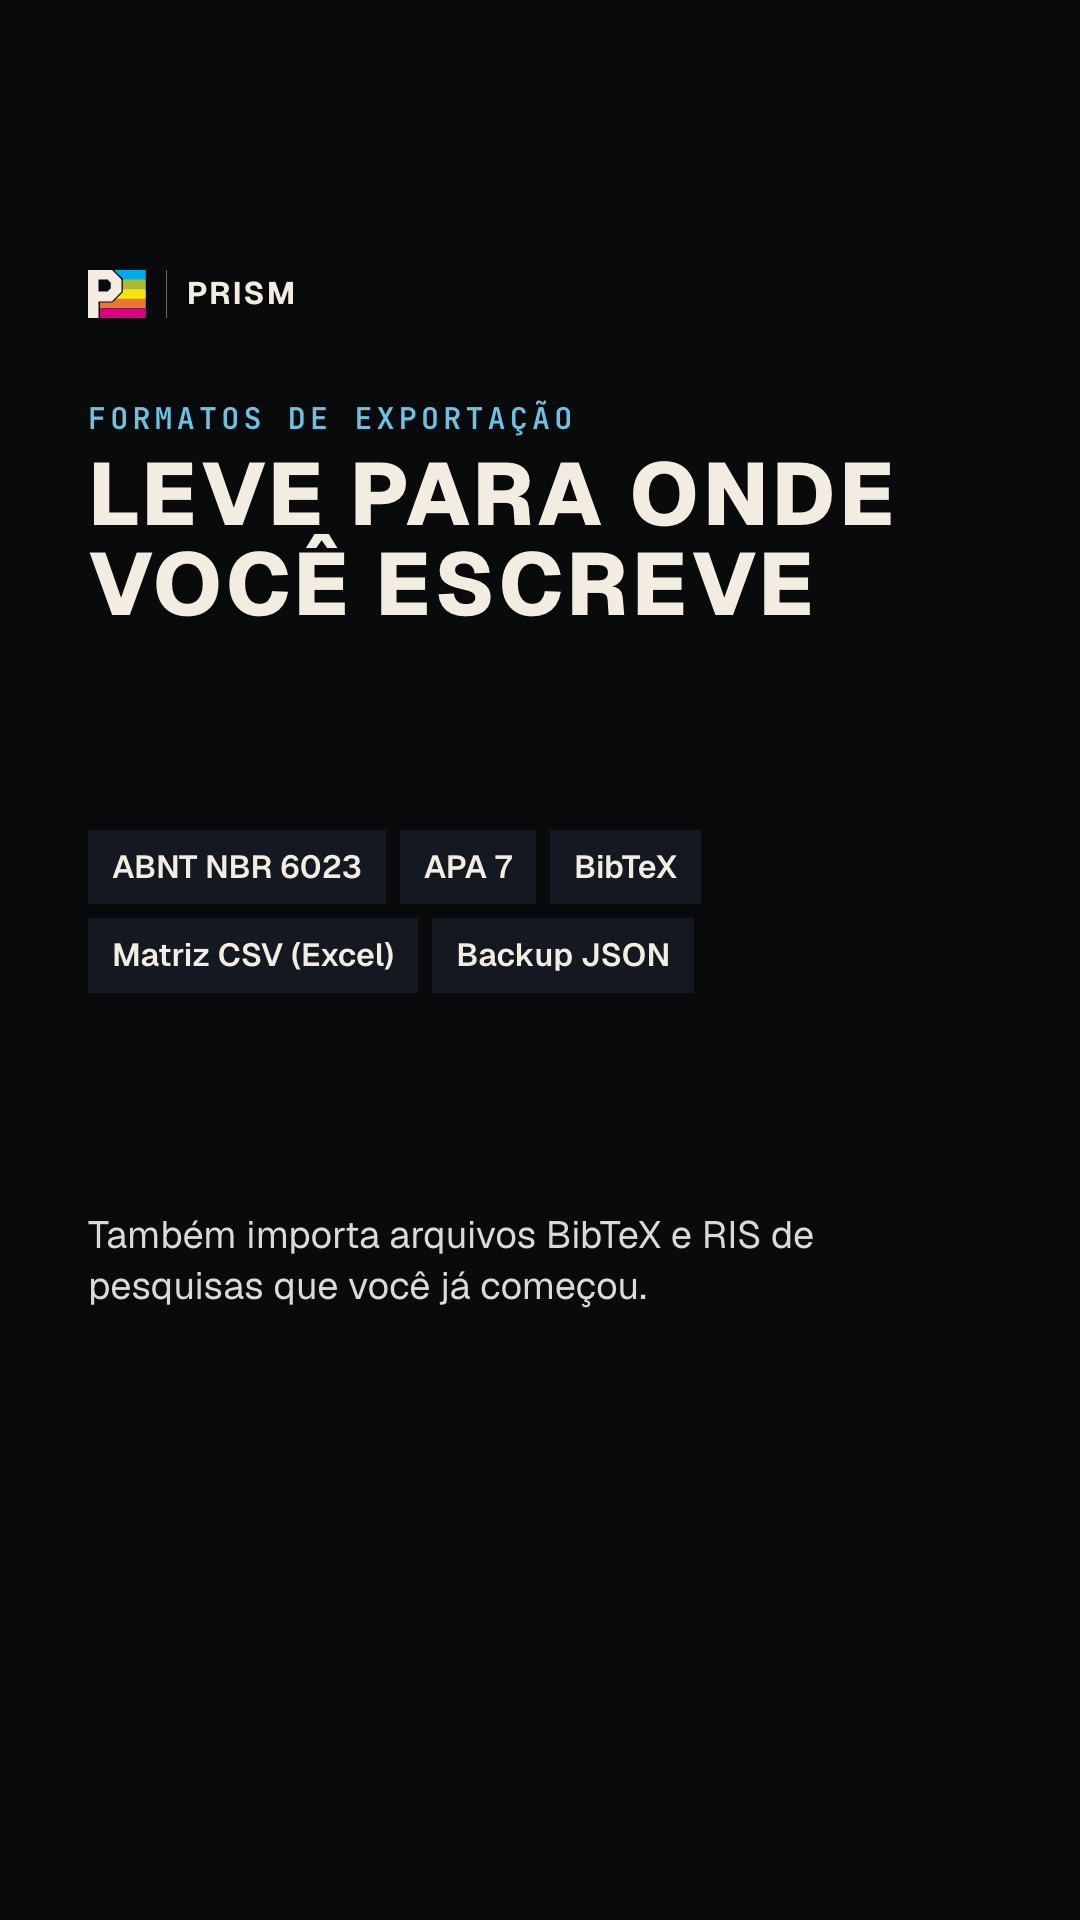 PRISM
FORMATOS DE EXPORTAÇÃO
LEVE PARA ONDE
VOCÊ ESCREVE
ABNT NBR 6023 APA 7 BibTeX
Matriz CSV (Excel) Backup JSON
Também importa arquivos BibTeX e RIS de
pesquisas que você já começou.